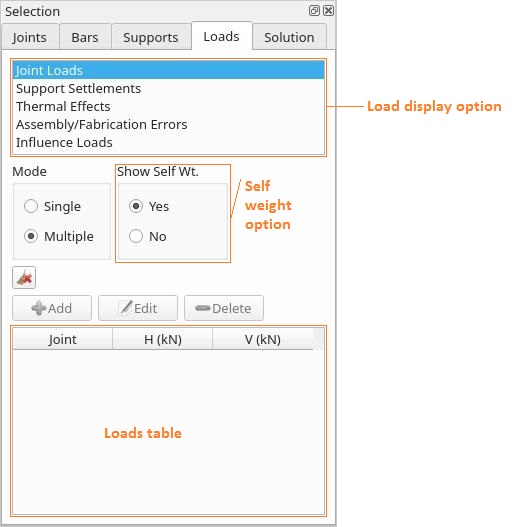 Selection
Joints Bars Supports Loads Solution
Joint Loads
Support Settlements
Thermal Effects
Assembly/Fabrication Errors
Influence Loads
Load display option
Mode
Single
Multiple
Show Self Wt.
Yes
No
Self
weight
option
Add Edit Delete
Joint H (kN) V (kN)
Loads table